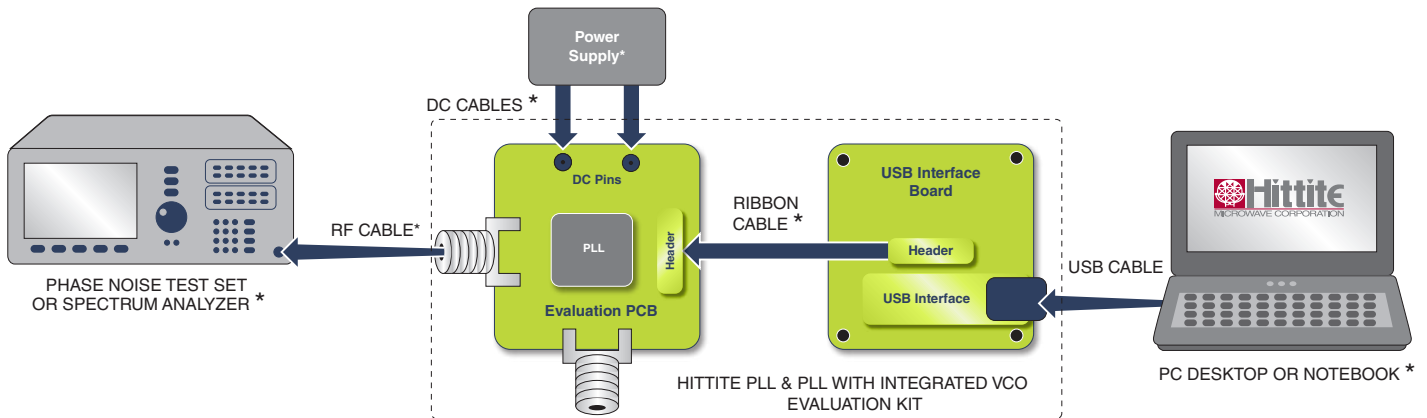 Power
Supply*
DC CABLES *
DC Pins
PLL
Header
Evaluation PCB
RF CABLE*
PHASE NOISE TEST SET
OR SPECTRUM ANALYZER *
RIBBON
CABLE *
USB Interface
Board
Header
USB Interface
USB CABLE
Hittite
MICROWAVE CORPORATION
PC DESKTOP OR NOTEBOOK *
HITTITE PLL & PLL WITH INTEGRATED VCO
EVALUATION KIT